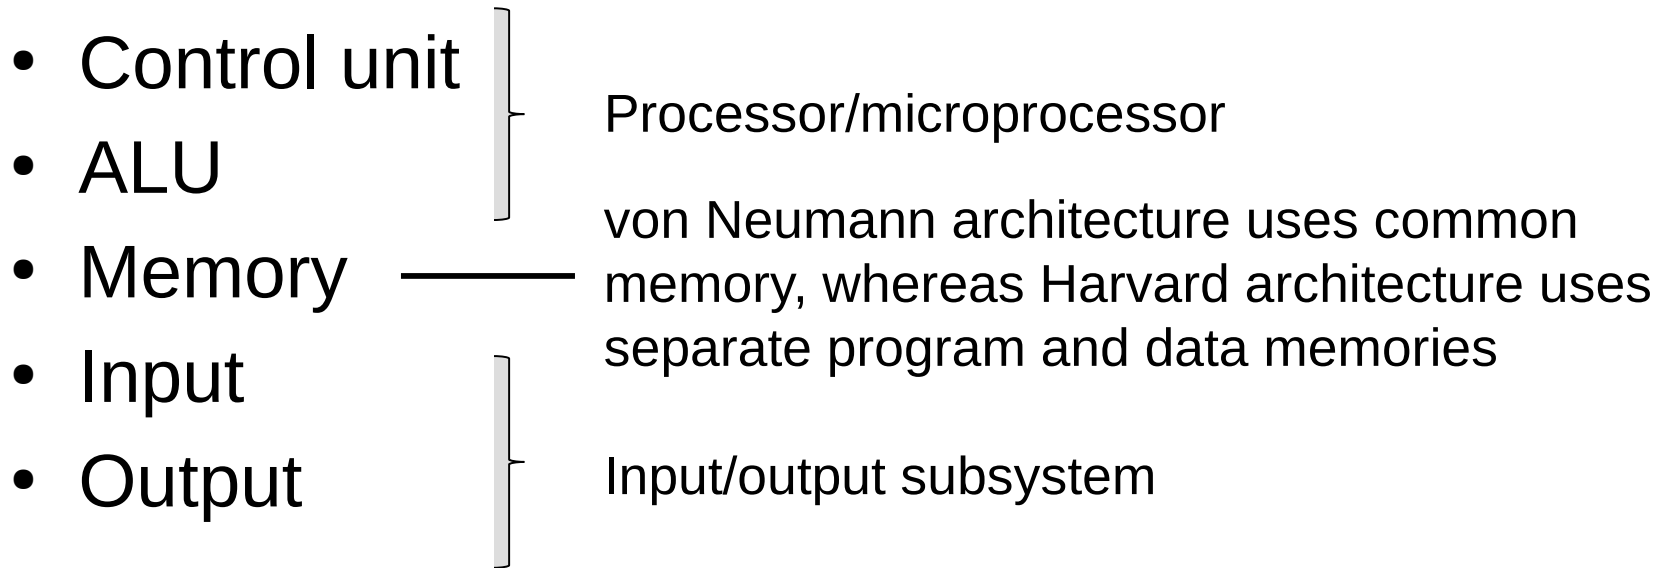 • Control unit
• ALU
• Memory
• Input
• Output
Processor/microprocessor
von Neumann architecture uses common
memory, whereas Harvard architecture uses
separate program and data memories
Input/output subsystem